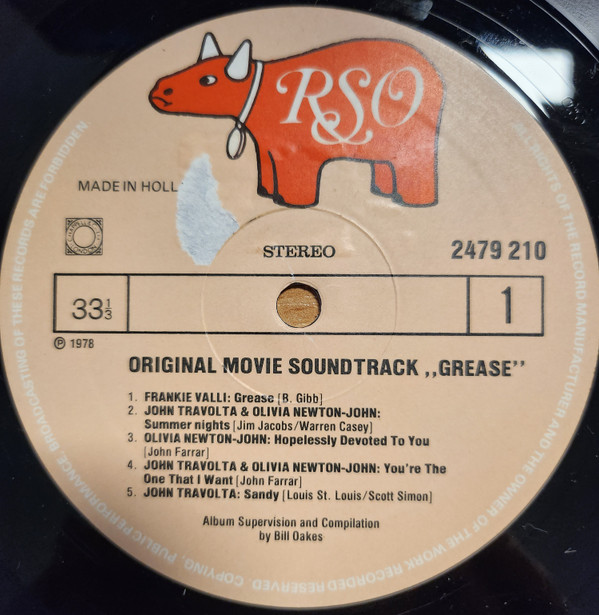 RSO
MADE IN HOLL
STEREO
2479 210
33⅓
1
℗ 1978
ORIGINAL MOVIE SOUNDTRACK „GREASE”
1. FRANKIE VALLI: Grease [B. Gibb]
2. JOHN TRAVOLTA & OLIVIA NEWTON-JOHN:
Summer nights [Jim Jacobs/Warren Casey]
3. OLIVIA NEWTON-JOHN: Hopelessly Devoted To You
[John Farrar]
4. JOHN TRAVOLTA & OLIVIA NEWTON-JOHN: You're The
One That I Want [John Farrar]
5. JOHN TRAVOLTA: Sandy [Louis St. Louis/Scott Simon]
Album Supervision and Compilation
by Bill Oakes
ALL RIGHTS OF THE RECORD MANUFACTURER AND THE OWNER OF THE WORK RECORDED RESERVED. COPYING, PUBLIC PERFORMANCE, BROADCASTING OF THESE RECORDS ARE FORBIDDEN.